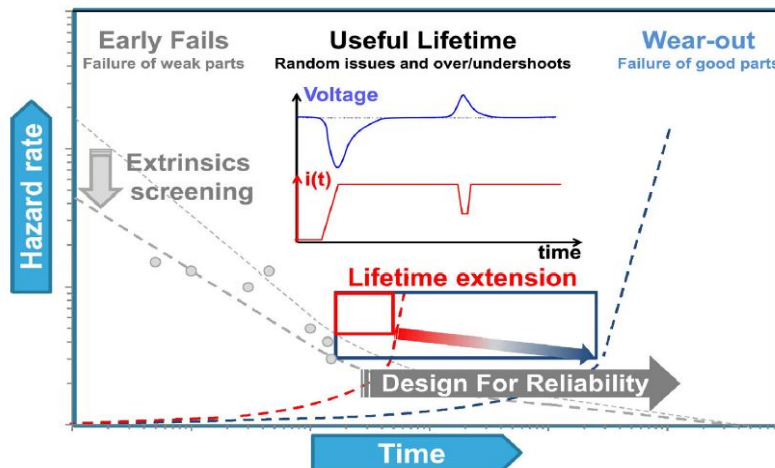 Early Fails
Failure of weak parts
Useful Lifetime
Random issues and over/undershoots
Wear-out
Failure of good parts
Voltage
Extrinsics
screening
i(t)
time
Hazard rate
Lifetime extension
Design For Reliability
Time